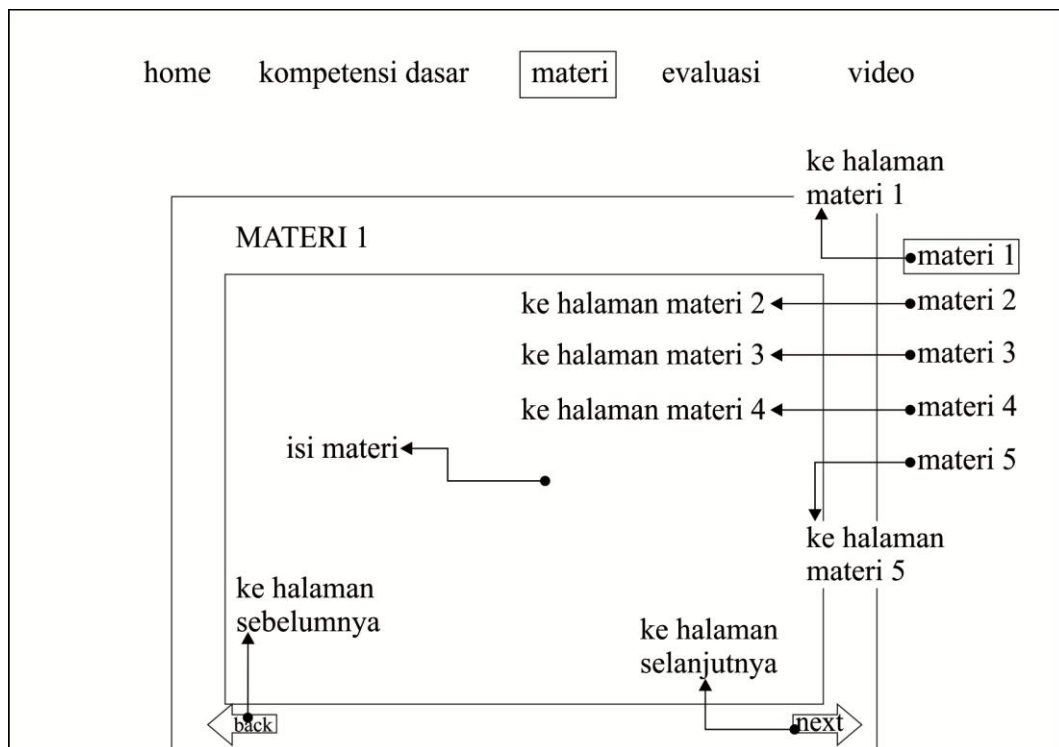 home kompetensi dasar materi evaluasi video
ke halaman
materi 1
MATERI 1
materi 1
ke halaman materi 2
materi 2
ke halaman materi 3
materi 3
ke halaman materi 4
materi 4
isi materi
materi 5
ke halaman
materi 5
ke halaman
sebelumnya
ke halaman
selanjutnya
back
next